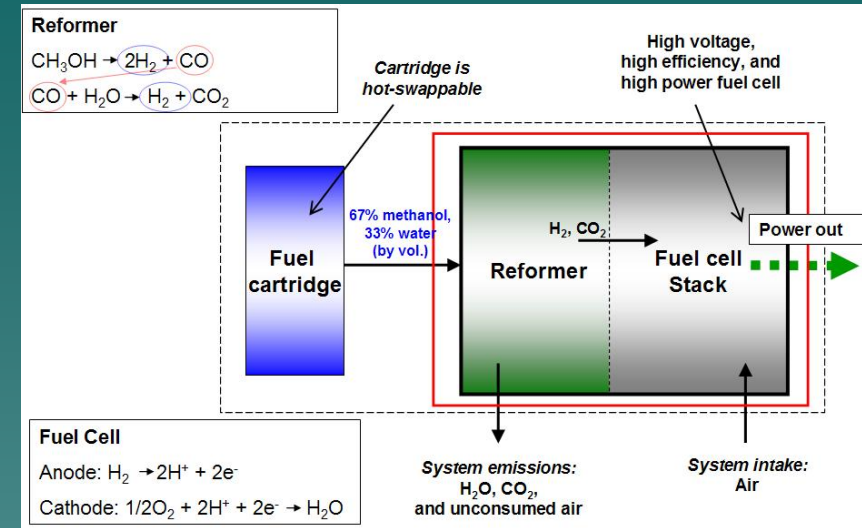 Reformer
CH₃OH → 2H₂ + CO
CO + H₂O → H₂ + CO₂
Cartridge is
hot-swappable
High voltage,
high efficiency, and
high power fuel cell
67% methanol,
33% water
(by vol.)
Fuel
cartridge
Reformer
H₂, CO₂
Fuel cell
Stack
Power out
Fuel Cell
Anode: H₂ → 2H⁺ + 2e⁻
Cathode: 1/2O₂ + 2H⁺ + 2e⁻ → H₂O
System emissions:
H₂O, CO₂,
and unconsumed air
System intake:
Air